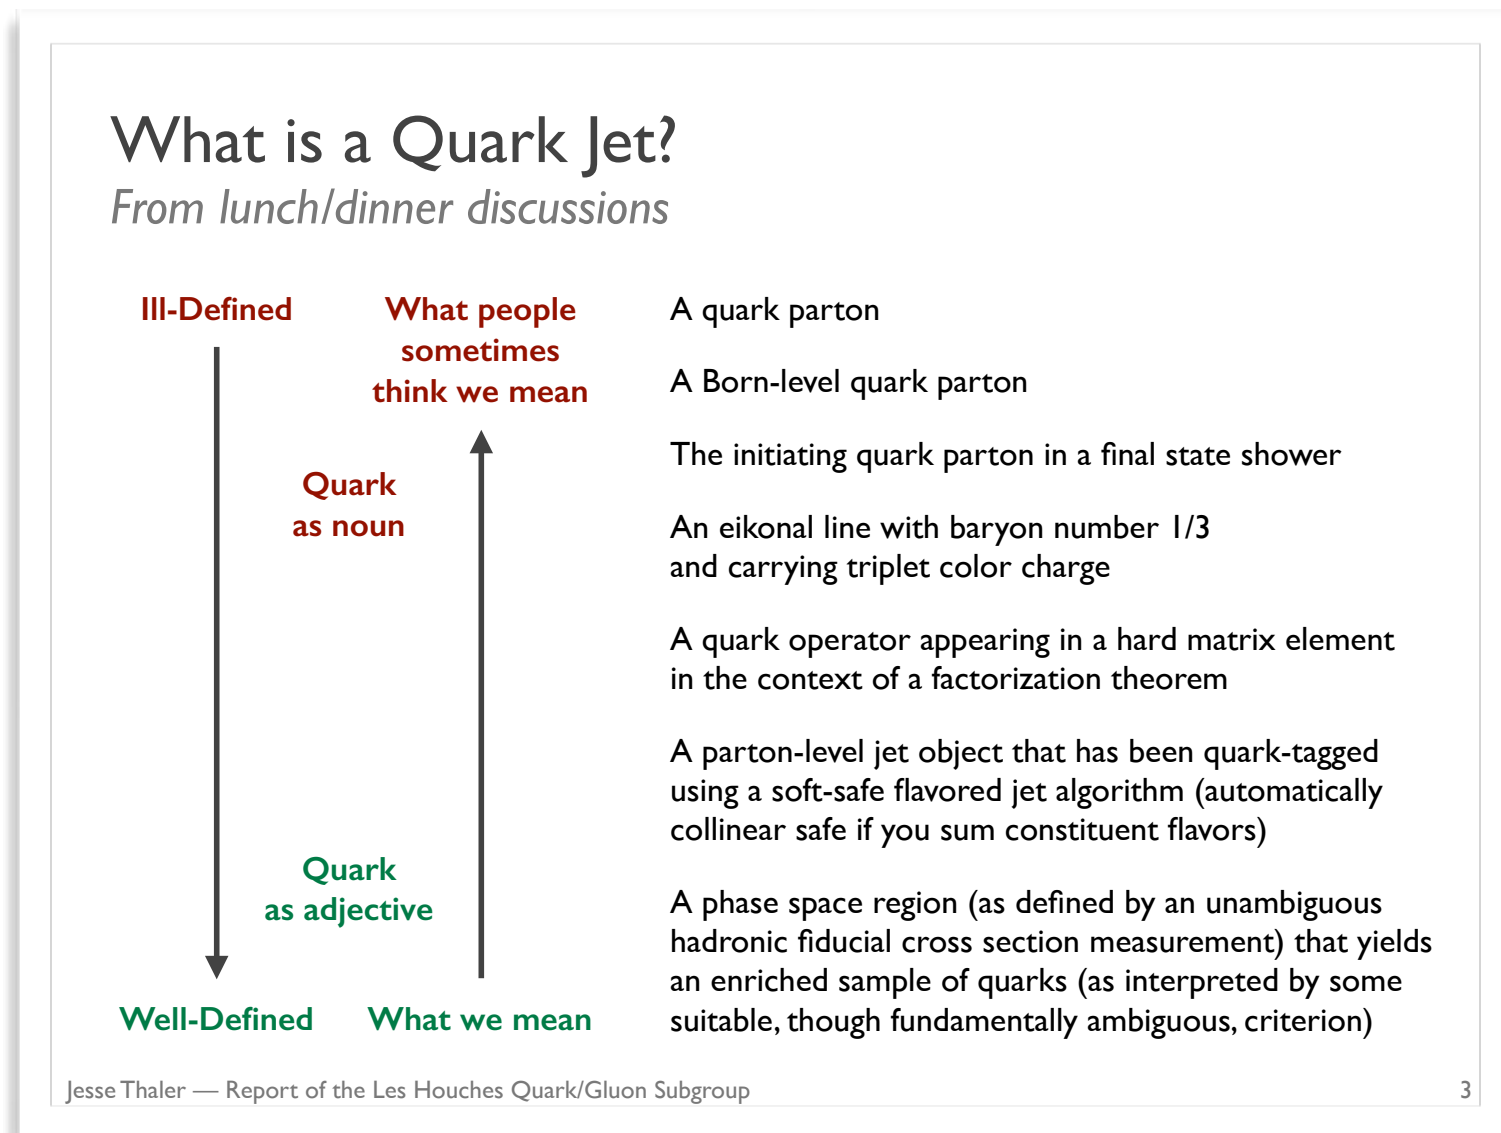 What is a Quark Jet?
From lunch/dinner discussions
Ill-Defined
What people
sometimes
think we mean
Quark
as noun
Quark
as adjective
Well-Defined
What we mean
A quark parton
A Born-level quark parton
The initiating quark parton in a final state shower
An eikonal line with baryon number 1/3
and carrying triplet color charge
A quark operator appearing in a hard matrix element
in the context of a factorization theorem
A parton-level jet object that has been quark-tagged
using a soft-safe flavored jet algorithm (automatically
collinear safe if you sum constituent flavors)
A phase space region (as defined by an unambiguous
hadronic fiducial cross section measurement) that yields
an enriched sample of quarks (as interpreted by some
suitable, though fundamentally ambiguous, criterion)
Jesse Thaler — Report of the Les Houches Quark/Gluon Subgroup
3